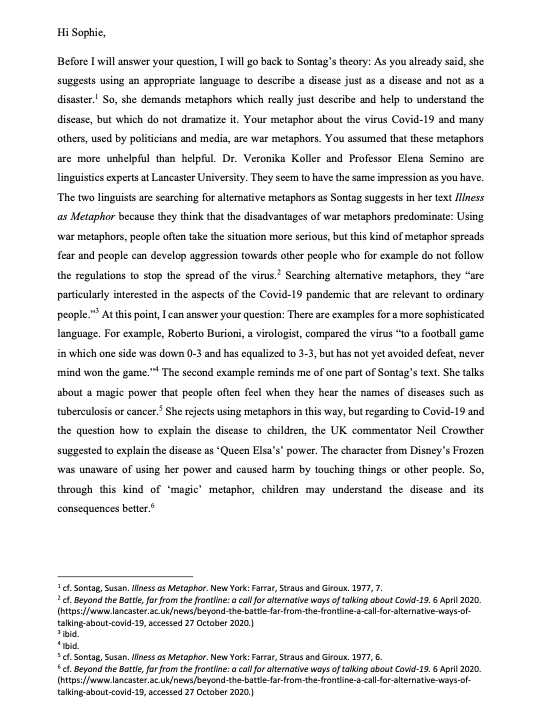 Hi Sophie,
Before I will answer your question, I will go back to Sontag's theory: As you already said, she
suggests using an appropriate language to describe a disease just as a disease and not as a
disaster.¹ So, she demands metaphors which really just describe and help to understand the
disease, but which do not dramatize it. Your metaphor about the virus Covid-19 and many
others, used by politicians and media, are war metaphors. You assumed that these metaphors
are more unhelpful than helpful. Dr. Veronika Koller and Professor Elena Semino are
linguistics experts at Lancaster University. They seem to have the same impression as you have.
The two linguists are searching for alternative metaphors as Sontag suggests in her text Illness
as Metaphor because they think that the disadvantages of war metaphors predominate: Using
war metaphors, people often take the situation more serious, but this kind of metaphor spreads
fear and people can develop aggression towards other people who for example do not follow
the regulations to stop the spread of the virus.² Searching alternative metaphors, they “are
particularly interested in the aspects of the Covid-19 pandemic that are relevant to ordinary
people.”³ At this point, I can answer your question: There are examples for a more sophisticated
language. For example, Roberto Burioni, a virologist, compared the virus “to a football game
in which one side was down 0-3 and has equalized to 3-3, but has not yet avoided defeat, never
mind won the game.”⁴ The second example reminds me of one part of Sontag's text. She talks
about a magic power that people often feel when they hear the names of diseases such as
tuberculosis or cancer.⁵ She rejects using metaphors in this way, but regarding to Covid-19 and
the question how to explain the disease to children, the UK commentator Neil Crowther
suggested to explain the disease as ‘Queen Elsa’s’ power. The character from Disney's Frozen
was unaware of using her power and caused harm by touching things or other people. So,
through this kind of ‘magic’ metaphor, children may understand the disease and its
consequences better.⁶
¹ cf. Sontag, Susan. Illness as Metaphor. New York: Farrar, Straus and Giroux. 1977, 7.
² cf. Beyond the Battle, far from the frontline: a call for alternative ways of talking about Covid-19. 6 April 2020.
(https://www.lancaster.ac.uk/news/beyond-the-battle-far-from-the-frontline-a-call-for-alternative-ways-of-
talking-about-covid-19, accessed 27 October 2020.)
³ ibid.
⁴ Ibid.
⁵ cf. Sontag, Susan. Illness as Metaphor. New York: Farrar, Straus and Giroux. 1977, 6.
⁶ cf. Beyond the Battle, far from the frontline: a call for alternative ways of talking about Covid-19. 6 April 2020.
(https://www.lancaster.ac.uk/news/beyond-the-battle-far-from-the-frontline-a-call-for-alternative-ways-of-
talking-about-covid-19, accessed 27 October 2020.)